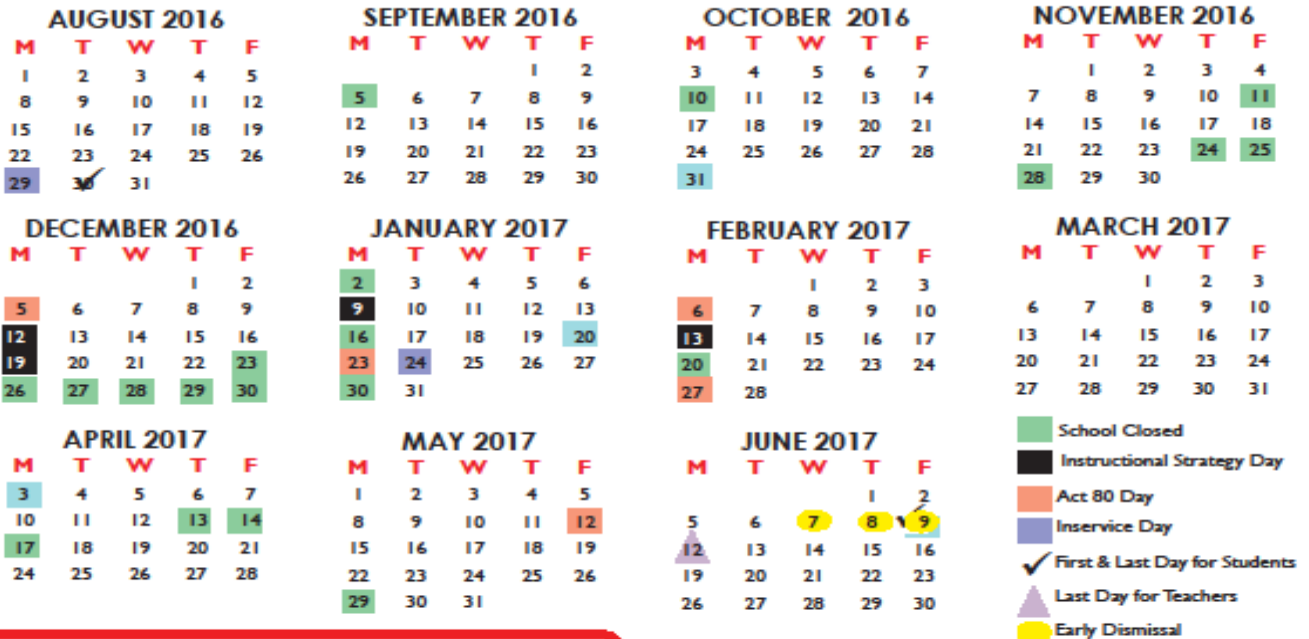 AUGUST 2016
M T W T F
1 2 3 4 5
8 9 10 11 12
15 16 17 18 19
22 23 24 25 26
29 30 31
SEPTEMBER 2016
M T W T F
1 2
5 6 7 8 9
12 13 14 15 16
19 20 21 22 23
26 27 28 29 30
OCTOBER 2016
M T W T F
3 4 5 6 7
10 11 12 13 14
17 18 19 20 21
24 25 26 27 28
31
NOVEMBER 2016
M T W T F
1 2 3 4
7 8 9 10 11
14 15 16 17 18
21 22 23 24 25
28 29 30
DECEMBER 2016
M T W T F
1 2
5 6 7 8 9
12 13 14 15 16
19 20 21 22 23
26 27 28 29 30
JANUARY 2017
M T W T F
2 3 4 5 6
9 10 11 12 13
16 17 18 19 20
23 24 25 26 27
30 31
FEBRUARY 2017
M T W T F
1 2 3
6 7 8 9 10
13 14 15 16 17
20 21 22 23 24
27 28
MARCH 2017
M T W T F
1 2 3
6 7 8 9 10
13 14 15 16 17
20 21 22 23 24
27 28 29 30 31
APRIL 2017
M T W T F
3 4 5 6 7
10 11 12 13 14
17 18 19 20 21
24 25 26 27 28
MAY 2017
M T W T F
1 2 3 4 5
8 9 10 11 12
15 16 17 18 19
22 23 24 25 26
29 30 31
JUNE 2017
M T W T F
1 2
5 6 7 8 9
12 13 14 15 16
19 20 21 22 23
26 27 28 29 30
School Closed
Instructional Strategy Day
Act 80 Day
Inservice Day
First & Last Day for Students
Last Day for Teachers
Early Dismissal